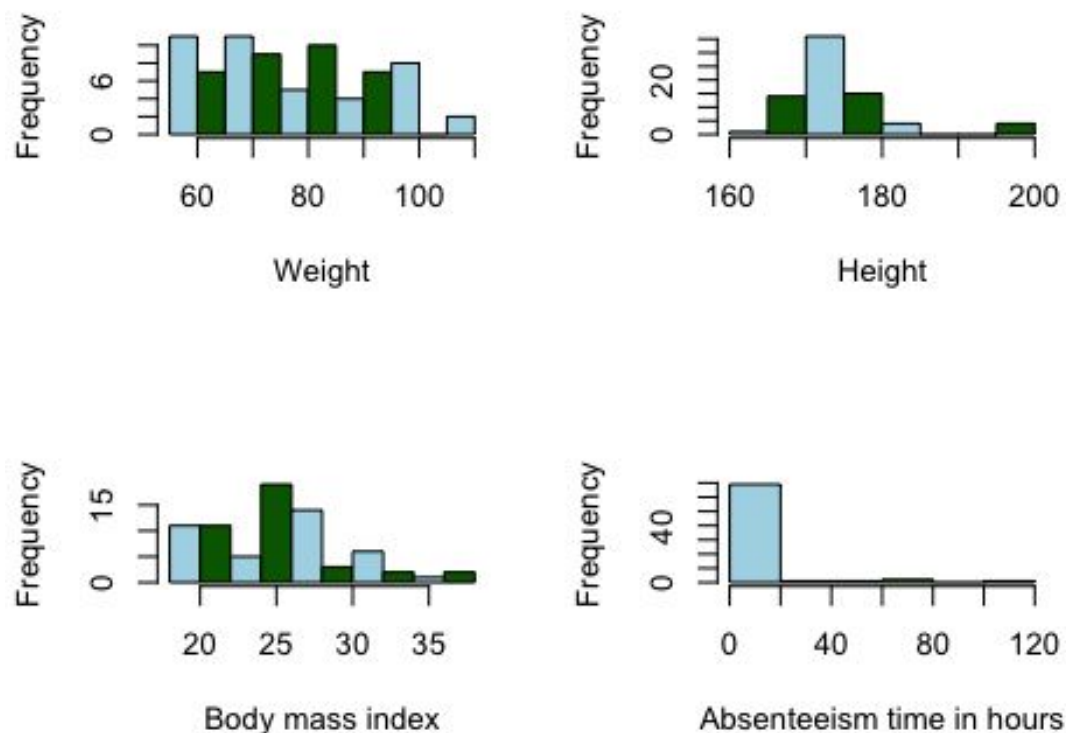 Frequency
6
0
60 80 100
Weight
Frequency
20
0
160 180 200
Height
Frequency
15
0
20 25 30 35
Body mass index
Frequency
40
0
0 40 80 120
Absenteeism time in hours